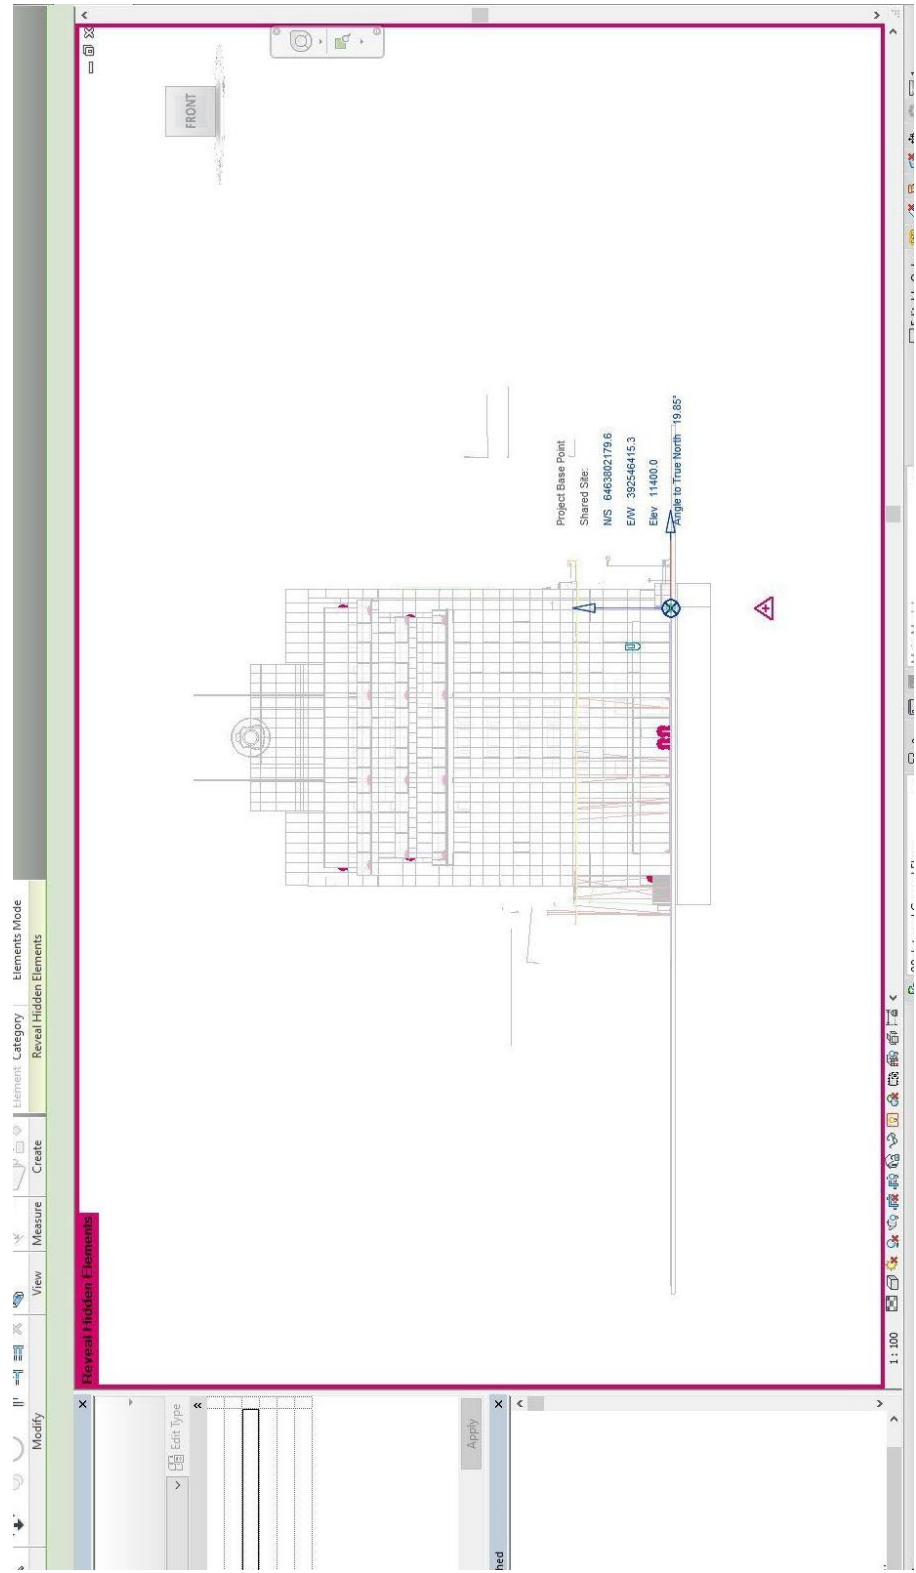 Modify
View
Measure
Create
Element Category
Elements Mode
Reveal Hidden Elements
Edit Type
Apply
Reveal Hidden Elements
FRONT
Project Base Point
Shared Site:
N/S 6463802179.6
E/W 392546415.3
Elev 11400.0
Angle to True North 19.85°
1 : 100